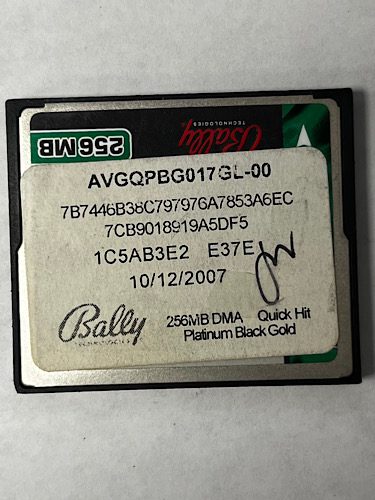 256MB
Bally
TECHNOLOGIES
AVGQPBG017GL-00
7B7446B38C797976A7853A6EC
7CB9018919A5DF5
1C5AB3E2 E37E
10/12/2007
Bally
256MB DMA Quick Hit
Platinum Black Gold